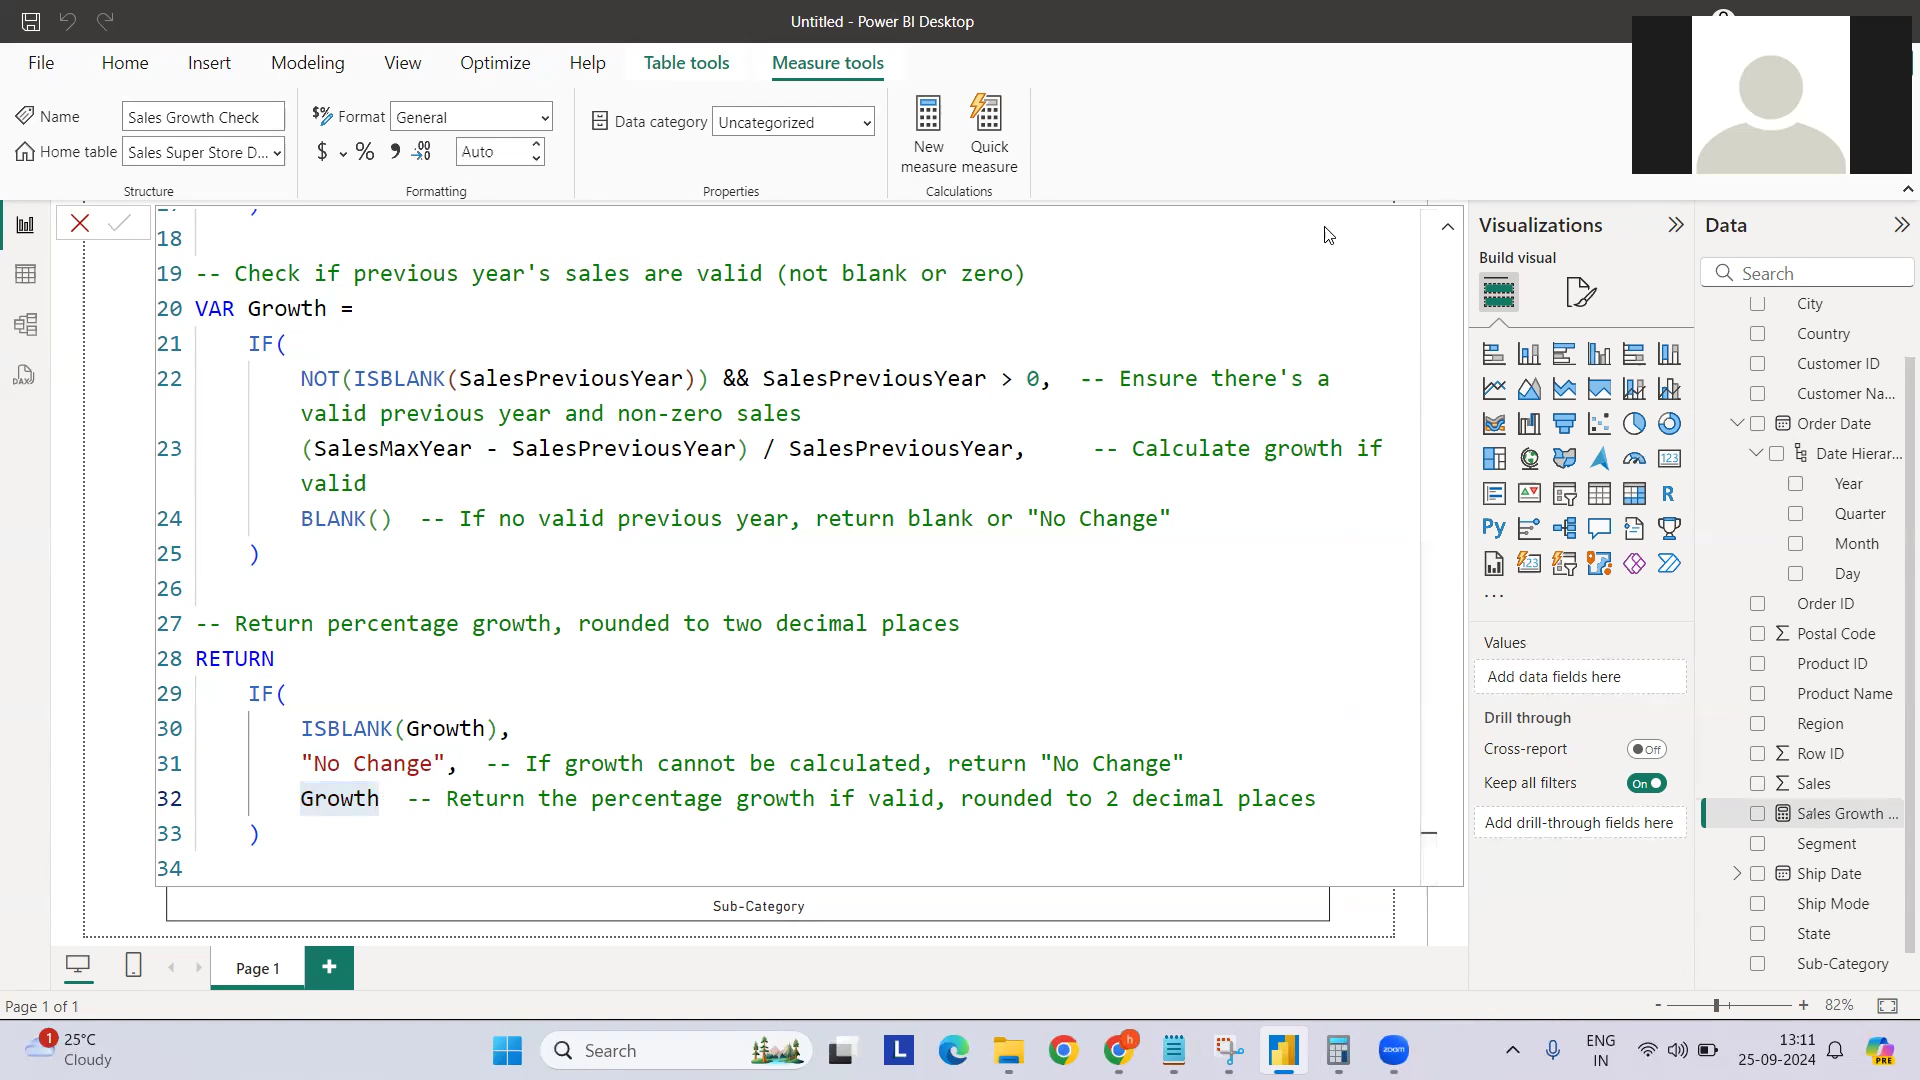 Untitled - Power BI Desktop
File Home Insert Modeling View Optimize Help Table tools Measure tools
Name Sales Growth Check
Home table Sales Super Store D...
Structure
$% Format General
$ % , .00 Auto
Formatting
Data category Uncategorized
Properties
New measure
Quick measure
Calculations
18
19 -- Check if previous year's sales are valid (not blank or zero)
20 VAR Growth =
21 IF(
22 NOT(ISBLANK(SalesPreviousYear)) && SalesPreviousYear > 0, -- Ensure there's a
valid previous year and non-zero sales
23 (SalesMaxYear - SalesPreviousYear) / SalesPreviousYear, -- Calculate growth if
valid
24 BLANK() -- If no valid previous year, return blank or "No Change"
25 )
26
27 -- Return percentage growth, rounded to two decimal places
28 RETURN
29 IF(
30 ISBLANK(Growth),
31 "No Change", -- If growth cannot be calculated, return "No Change"
32 Growth -- Return the percentage growth if valid, rounded to 2 decimal places
33 )
34
Sub-Category
Visualizations
Build visual
123
R
Py
123
...
Values
Add data fields here
Drill through
Cross-report Off
Keep all filters On
Add drill-through fields here
Data
Search
City
Country
Customer ID
Customer Na...
Order Date
Date Hierar...
Year
Quarter
Month
Day
Order ID
Postal Code
Product ID
Product Name
Region
Row ID
Sales
Sales Growth ...
Segment
Ship Date
Ship Mode
State
Sub-Category
Page 1
Page 1 of 1
- + 82%
1
25°C
Cloudy
Search
L
h
zoom
ENG
IN
13:11
25-09-2024
PRE